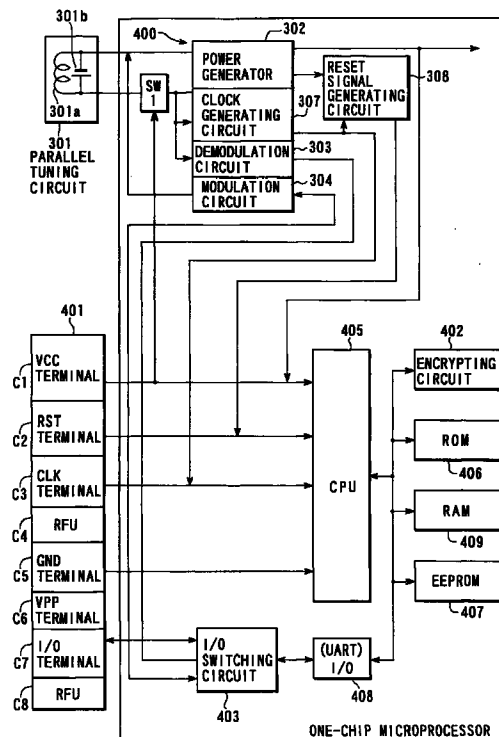 301b
400
302
POWER
GENERATOR
SW
1
RESET
SIGNAL
GENERATING
CIRCUIT
308
CLOCK
GENERATING
CIRCUIT
307
301a
301
PARALLEL
TUNING
CIRCUIT
DEMODULATION
CIRCUIT
303
MODULATION
CIRCUIT
304
401
C1
VCC
TERMINAL
C2
RST
TERMINAL
C3
CLK
TERMINAL
C4
RFU
C5
GND
TERMINAL
C6
VPP
TERMINAL
C7
I/O
TERMINAL
C8
RFU
405
CPU
402
ENCRYPTING
CIRCUIT
ROM
406
RAM
409
EEPROM
407
I/O
SWITCHING
CIRCUIT
403
(UART)
I/O
408
ONE-CHIP MICROPROCESSOR